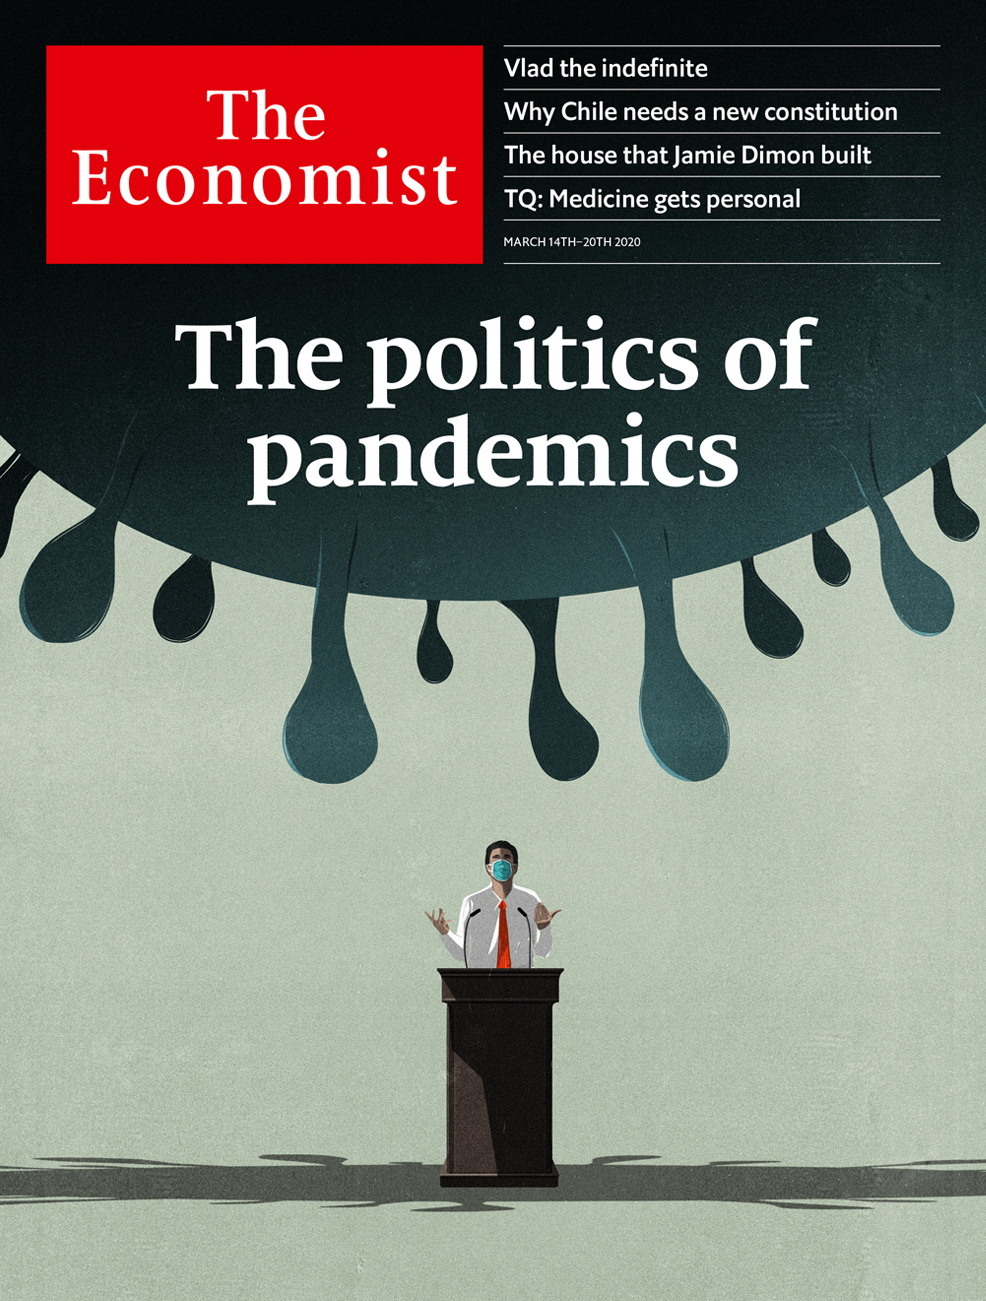 The
Economist
Vlad the indefinite
Why Chile needs a new constitution
The house that Jamie Dimon built
TQ: Medicine gets personal
MARCH 14TH–20TH 2020
The politics of
pandemics